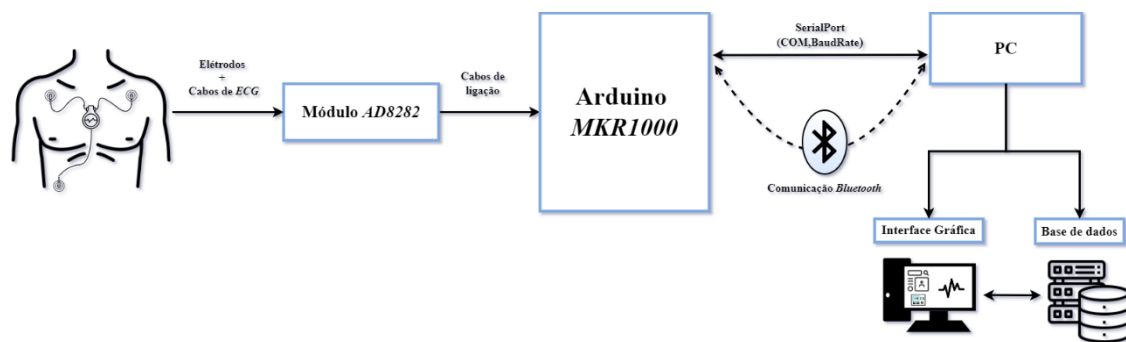 Elétrodos
+
Cabos de ECG
Módulo AD8282
Cabos de
ligação
Arduino
MKR1000
SerialPort
(COM,BaudRate)
PC
Comunicação Bluetooth
Interface Gráfica
Base de dados